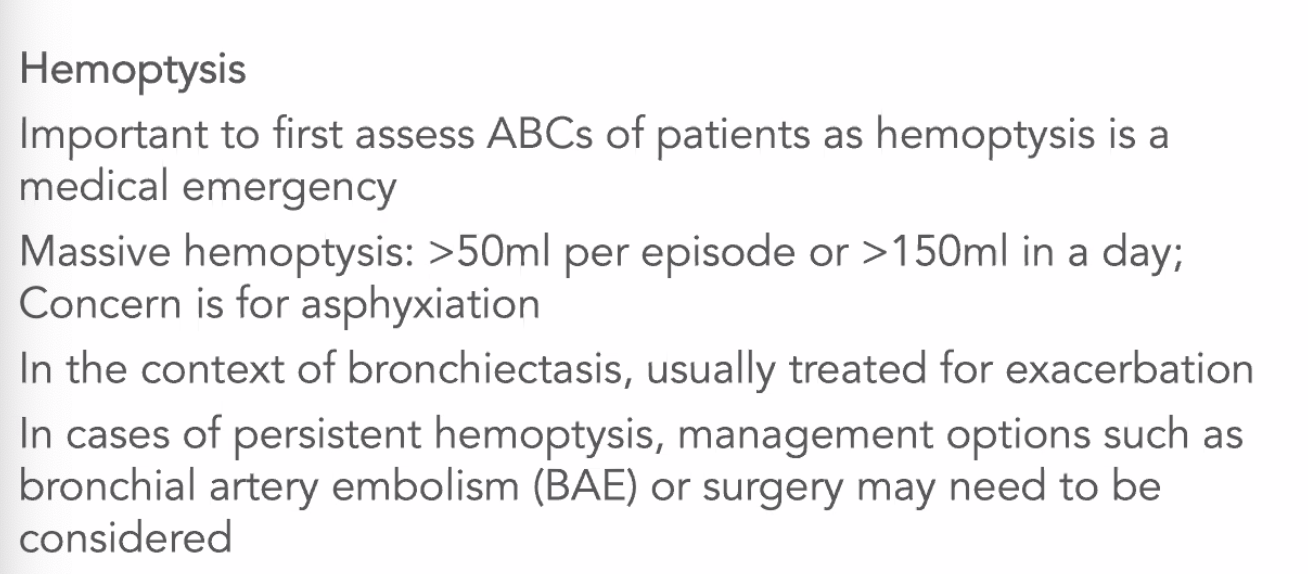 Hemoptysis
Important to first assess ABCs of patients as hemoptysis is a
medical emergency
Massive hemoptysis: >50ml per episode or >150ml in a day;
Concern is for asphyxiation
In the context of bronchiectasis, usually treated for exacerbation
In cases of persistent hemoptysis, management options such as
bronchial artery embolism (BAE) or surgery may need to be
considered